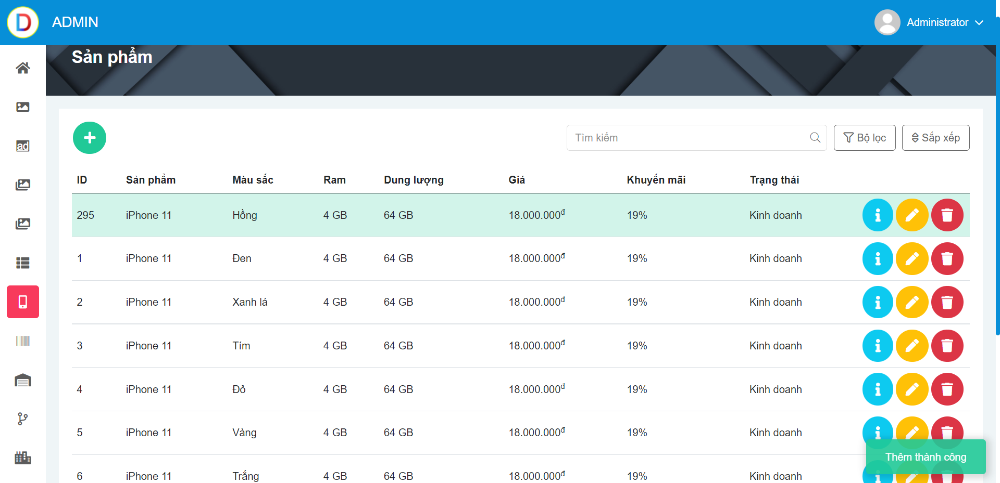 D
ADMIN
Administrator
Sản phẩm
ad
Tìm kiếm
Bộ lọc
Sắp xếp
ID Sản phẩm Màu sắc Ram Dung lượng Giá Khuyến mãi Trạng thái
295 iPhone 11 Hồng 4 GB 64 GB 18.000.000đ 19% Kinh doanh
1 iPhone 11 Đen 4 GB 64 GB 18.000.000đ 19% Kinh doanh
2 iPhone 11 Xanh lá 4 GB 64 GB 18.000.000đ 19% Kinh doanh
3 iPhone 11 Tím 4 GB 64 GB 18.000.000đ 19% Kinh doanh
4 iPhone 11 Đỏ 4 GB 64 GB 18.000.000đ 19% Kinh doanh
5 iPhone 11 Vàng 4 GB 64 GB 18.000.000đ 19% Kinh doanh
Thêm thành công
6 iPhone 11 Trắng 4 GB 64 GB 18.000.000đ 19% Kinh doanh